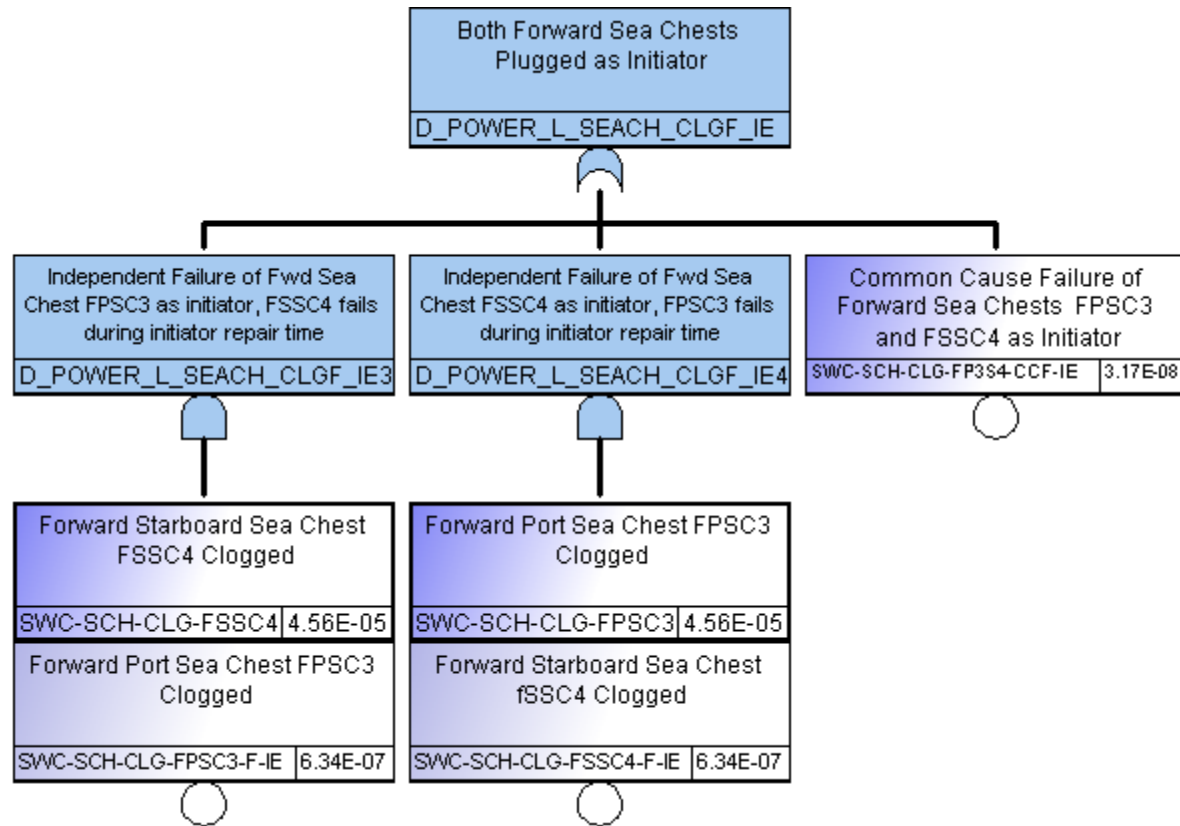 Both Forward Sea Chests
Plugged as Initiator
D_POWER_L_SEACH_CLGF_IE
Independent Failure of Fwd Sea
Chest FPSC3 as initiator, FSSC4 fails
during initiator repair time
D_POWER_L_SEACH_CLGF_IE3
Independent Failure of Fwd Sea
Chest FSSC4 as initiator, FPSC3 fails
during initiator repair time
D_POWER_L_SEACH_CLGF_IE4
Common Cause Failure of
Forward Sea Chests FPSC3
and FSSC4 as Initiator
SWC-SCH-CLG-FP3S4-CCF-IE 3.17E-08
Forward Starboard Sea Chest
FSSC4 Clogged
SWC-SCH-CLG-FSSC4 4.56E-05
Forward Port Sea Chest FPSC3
Clogged
SWC-SCH-CLG-FPSC3-F-IE 6.34E-07
Forward Port Sea Chest FPSC3
Clogged
SWC-SCH-CLG-FPSC3 4.56E-05
Forward Starboard Sea Chest
fSSC4 Clogged
SWC-SCH-CLG-FSSC4-F-IE 6.34E-07